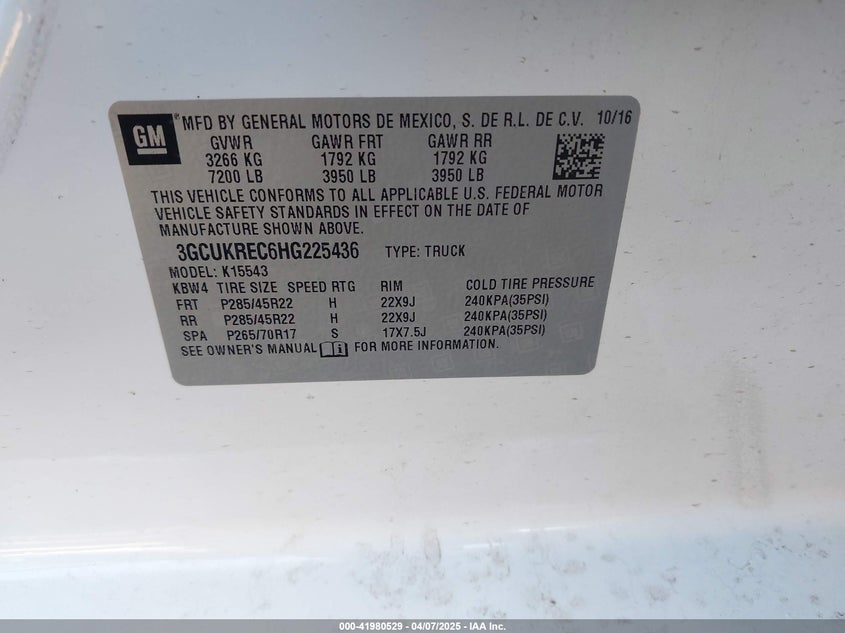 GM ® MFD BY GENERAL MOTORS DE MEXICO, S. DE R.L. DE C.V. 10/16
GVWR GAWR FRT GAWR RR
3266 KG 1792 KG 1792 KG
7200 LB 3950 LB 3950 LB
THIS VEHICLE CONFORMS TO ALL APPLICABLE U.S. FEDERAL MOTOR
VEHICLE SAFETY STANDARDS IN EFFECT ON THE DATE OF
MANUFACTURE SHOWN ABOVE.
3GCUKREC6HG225436 TYPE: TRUCK
MODEL: K15543
KBW4 TIRE SIZE SPEED RTG RIM COLD TIRE PRESSURE
FRT P285/45R22 H 22X9J 240KPA(35PSI)
RR P285/45R22 H 22X9J 240KPA(35PSI)
SPA P265/70R17 S 17X7.5J 240KPA(35PSI)
SEE OWNER'S MANUAL i FOR MORE INFORMATION.
000-41980529 - 04/07/2025 - IAA Inc.